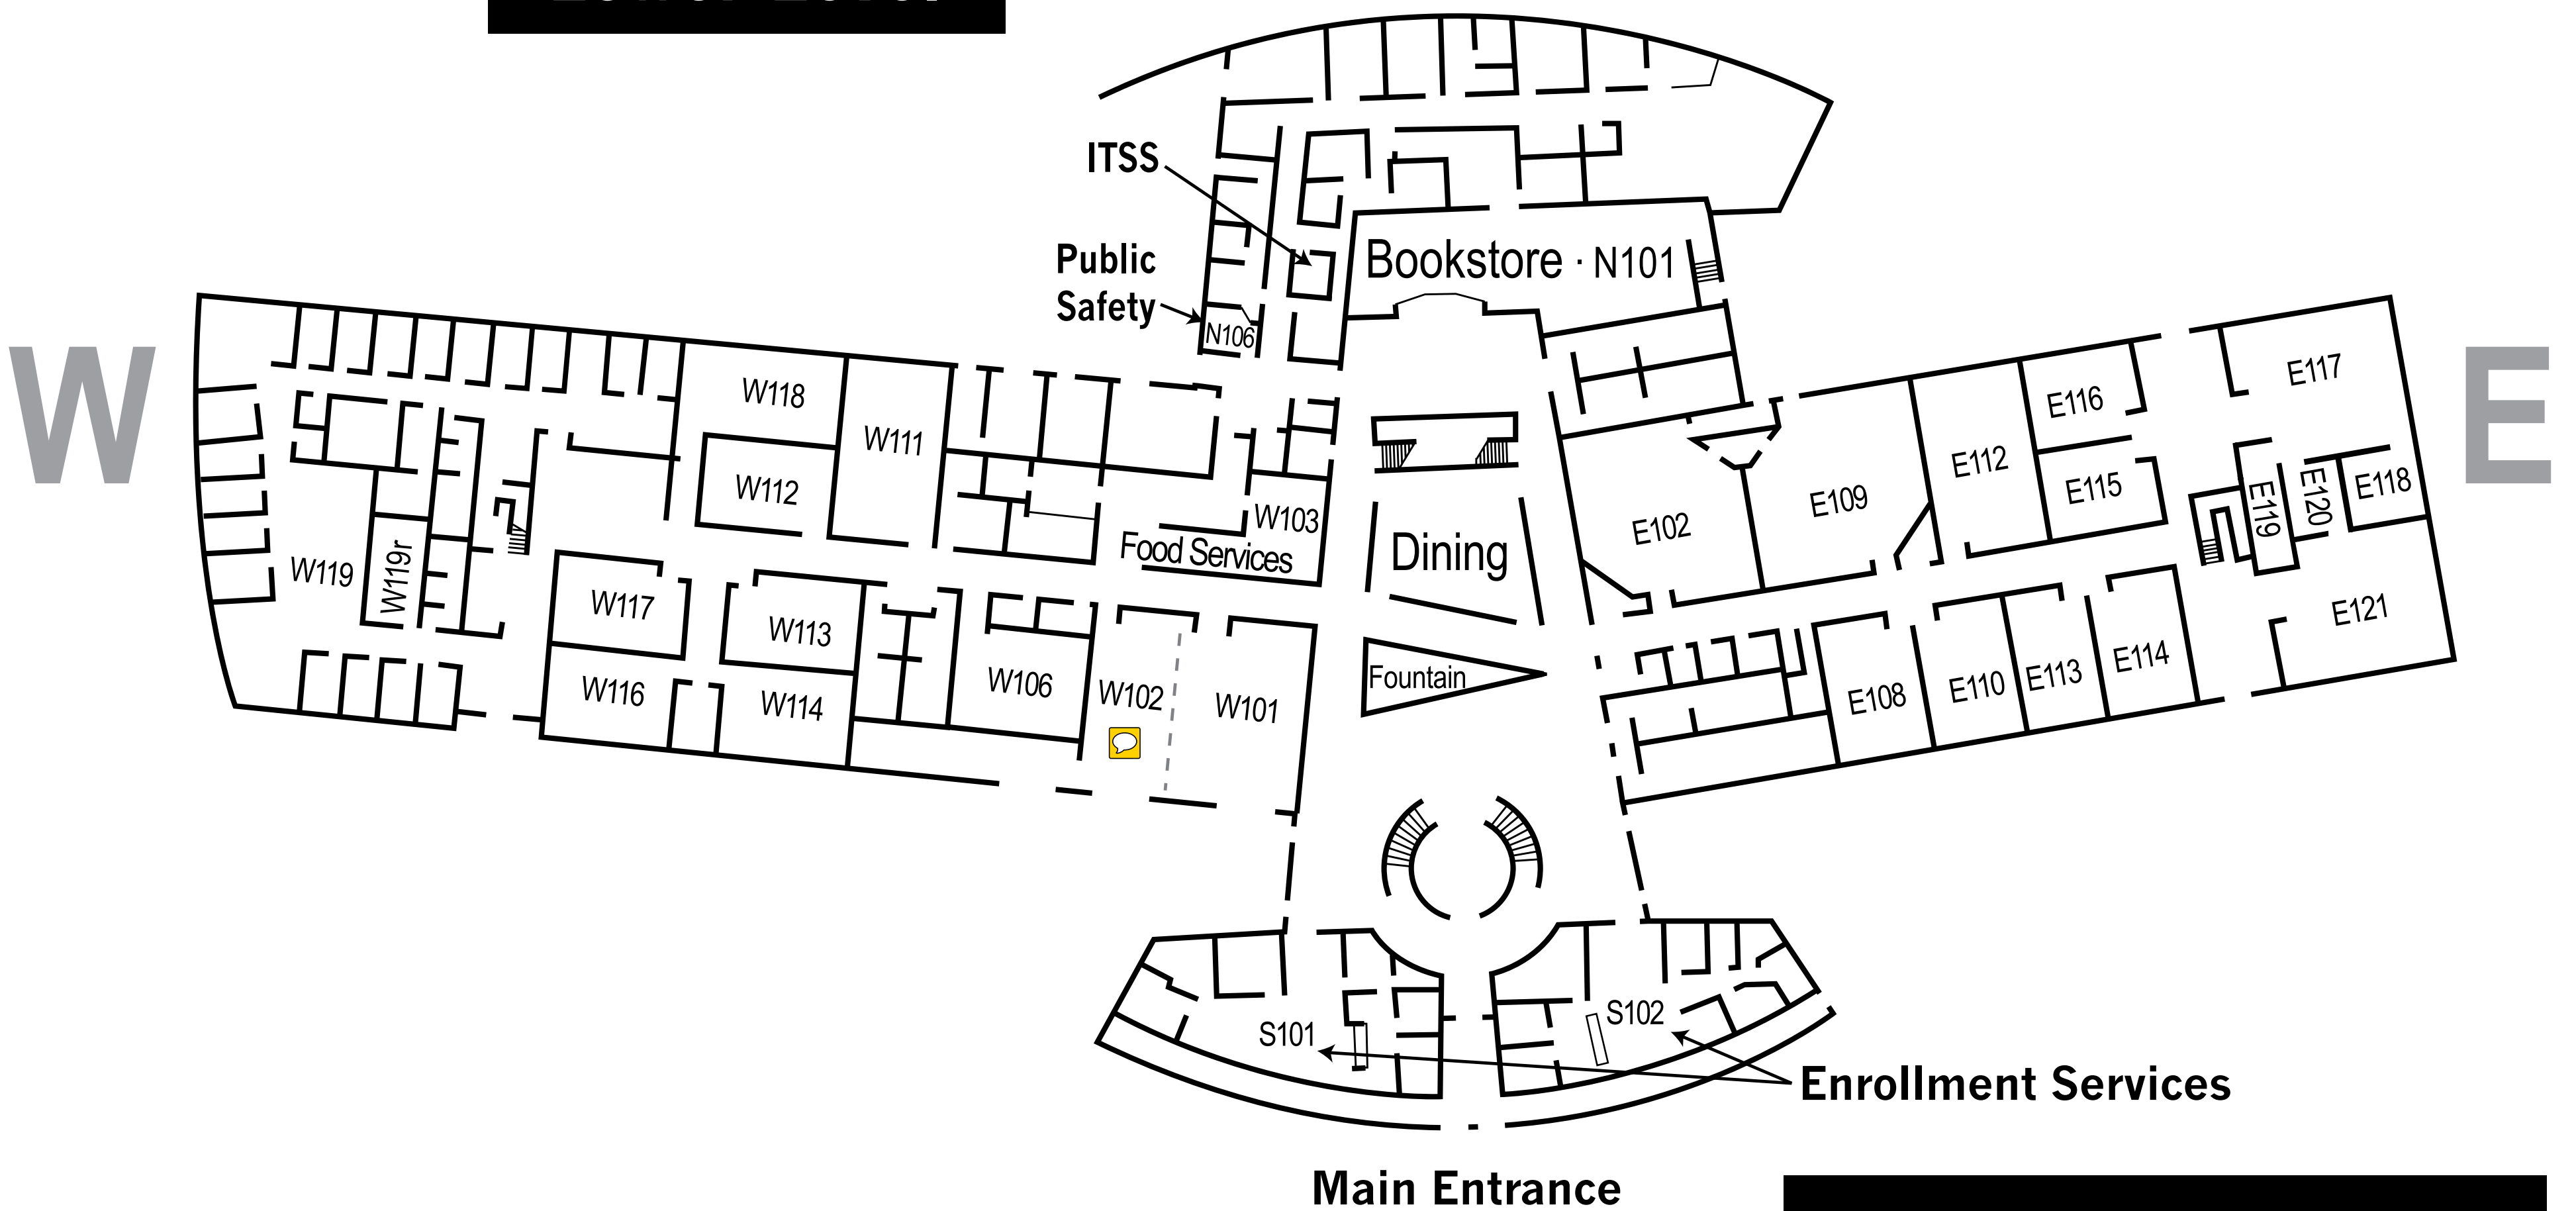 ITSS
Public
Safety
Bookstore · N101
N106
W
E
W118
W111
W112
W103
Food Services
Dining
W119
W119r
W117
W113
W116
W114
W106
W102
W101
Fountain
E117
E116
E112
E115
E109
E102
E119
E120
E118
E121
E108
E110
E113
E114
S101
S102
Enrollment Services
Main Entrance